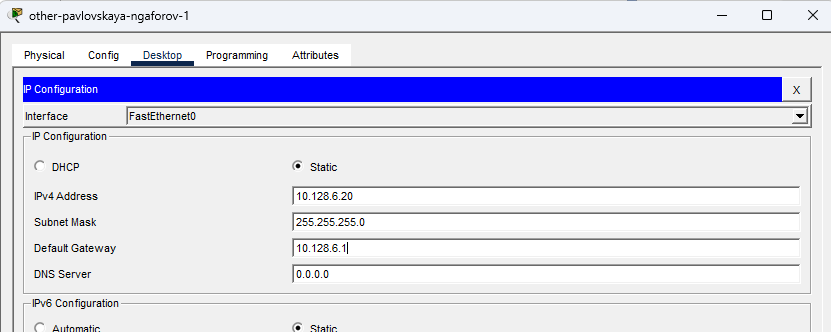 other-pavlovskaya-ngaforov-1
Physical Config Desktop Programming Attributes
IP Configuration X
Interface FastEthernet0
IP Configuration
DHCP Static
IPv4 Address 10.128.6.20
Subnet Mask 255.255.255.0
Default Gateway 10.128.6.1
DNS Server 0.0.0.0
IPv6 Configuration
Automatic Static